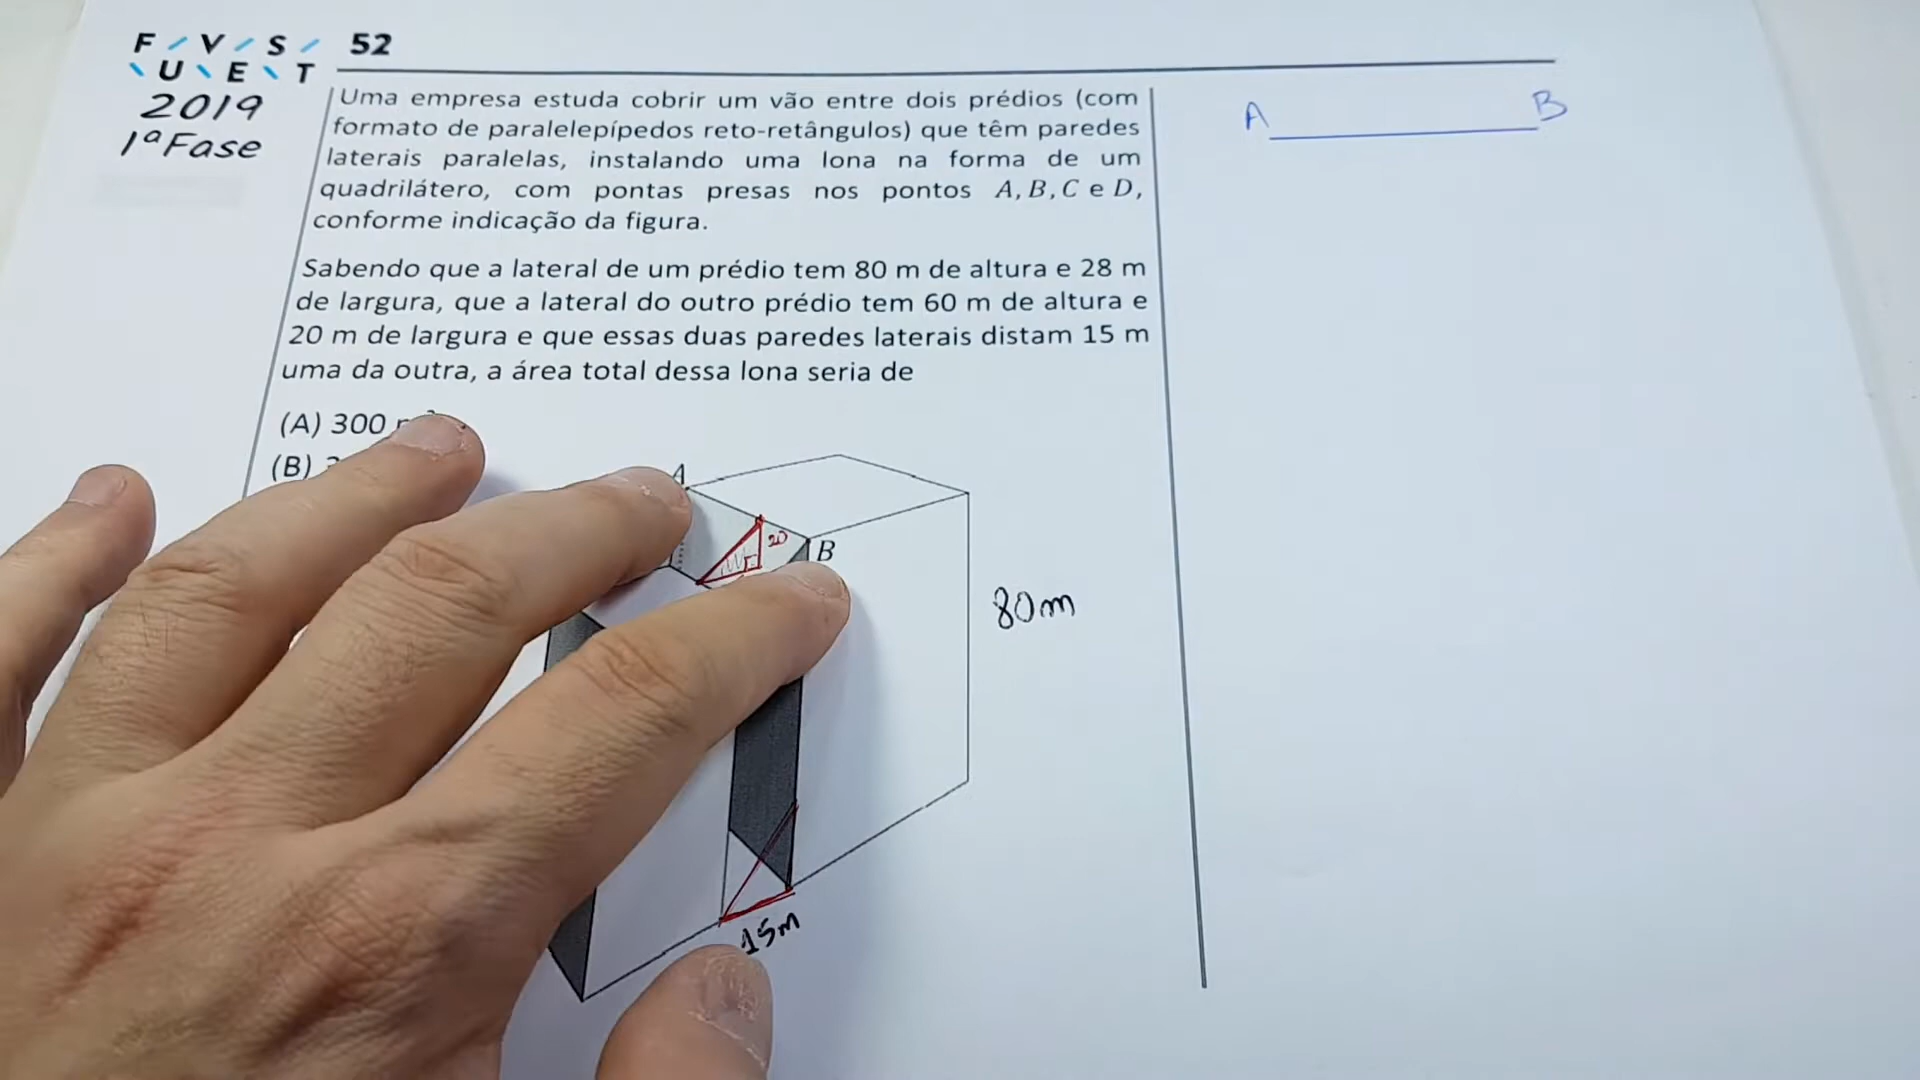 F V S
U E T
52
2019
1ª Fase
Uma empresa estuda cobrir um vão entre dois prédios (com
formato de paralelepípedos reto-retângulos) que têm paredes
laterais paralelas, instalando uma lona na forma de um
quadrilátero, com pontas presas nos pontos A, B, C e D,
conforme indicação da figura.
Sabendo que a lateral de um prédio tem 80 m de altura e 28 m
de largura, que a lateral do outro prédio tem 60 m de altura e
20 m de largura e que essas duas paredes laterais distam 15 m
uma da outra, a área total dessa lona seria de
(A) 300
(B)
A
20
B
80m
15m
A B